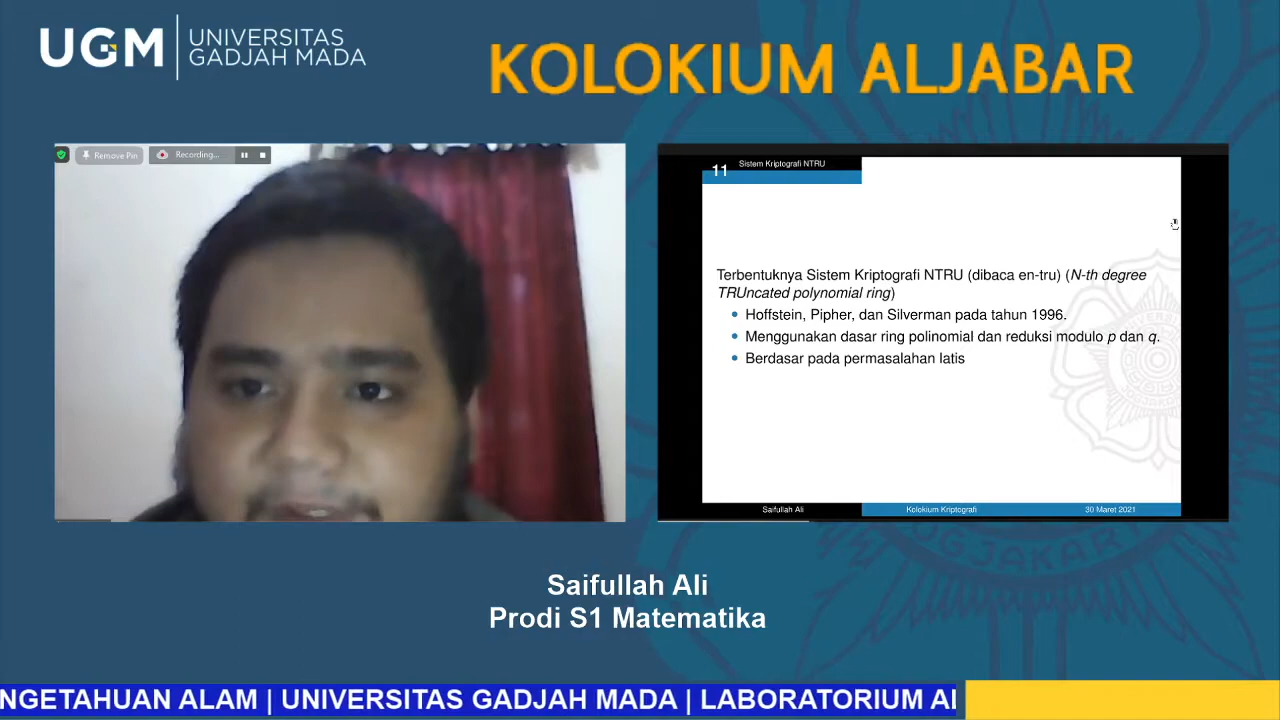 UGM
UNIVERSITAS
GADJAH MADA
KOLOKIUM ALJABAR
Remove Pin
Recording...
11
Sistem Kriptografi NTRU
Terbentuknya Sistem Kriptografi NTRU (dibaca en-tru) (N-th degree
TRUncated polynomial ring)
Hoffstein, Pipher, dan Silverman pada tahun 1996.
Menggunakan dasar ring polinomial dan reduksi modulo p dan q.
Berdasar pada permasalahan latis
Saifullah Ali
Kolokium Kriptografi
30 Maret 2021
Saifullah Ali
Prodi S1 Matematika
NGETAHUAN ALAM | UNIVERSITAS GADJAH MADA | LABORATORIUM AL